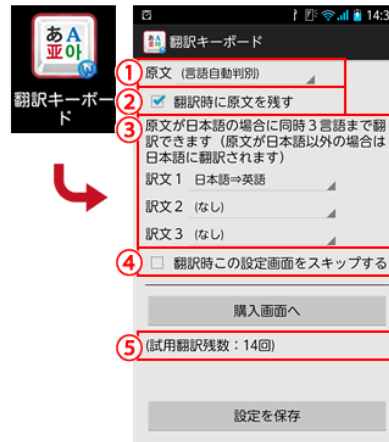 あA
亚아
翻訳キーボー
ド
14:3
翻訳キーボード
① 原文 (言語自動判別)
② 翻訳時に原文を残す
③ 原文が日本語の場合に同時３言語まで翻
訳できます（原文が日本語以外の場合は
日本語に翻訳されます）
訳文１ 日本語⇒英語
訳文２ (なし)
訳文３ (なし)
④ 翻訳時この設定画面をスキップする
購入画面へ
⑤ (試用翻訳残数：14回)
設定を保存